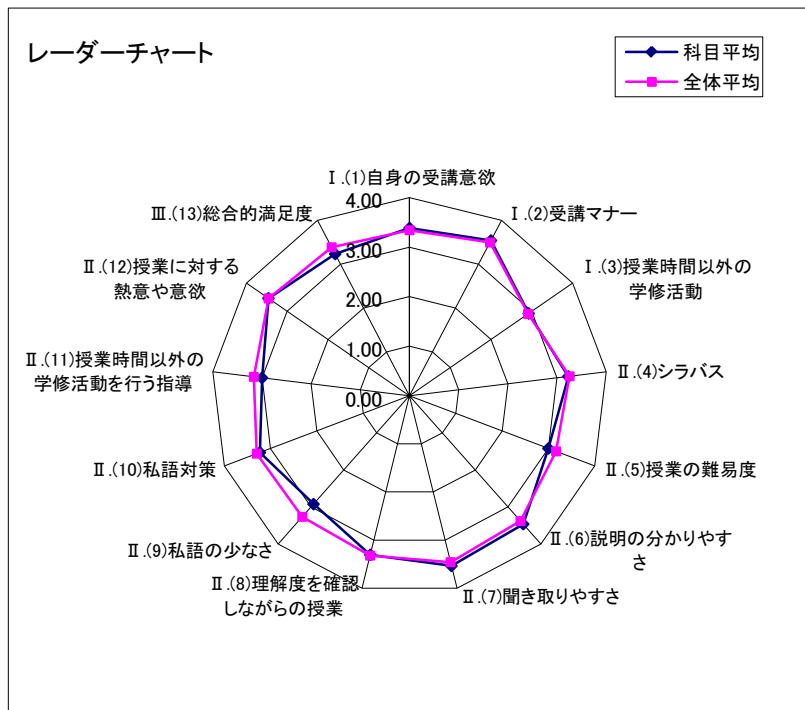 レーダーチャート
科目平均
全体平均
Ⅰ.(1)自身の受講意欲
Ⅰ.(2)受講マナー
Ⅰ.(3)授業時間以外の
学修活動
Ⅱ.(4)シラバス
Ⅱ.(5)授業の難易度
Ⅱ.(6)説明の分かりやす
さ
Ⅱ.(7)聞き取りやすさ
Ⅱ.(8)理解度を確認
しながらの授業
Ⅱ.(9)私語の少なさ
Ⅱ.(10)私語対策
Ⅱ.(11)授業時間以外の
学修活動を行う指導
Ⅱ.(12)授業に対する
熱意や意欲
Ⅲ.(13)総合的満足度
4.00
3.00
2.00
1.00
0.00